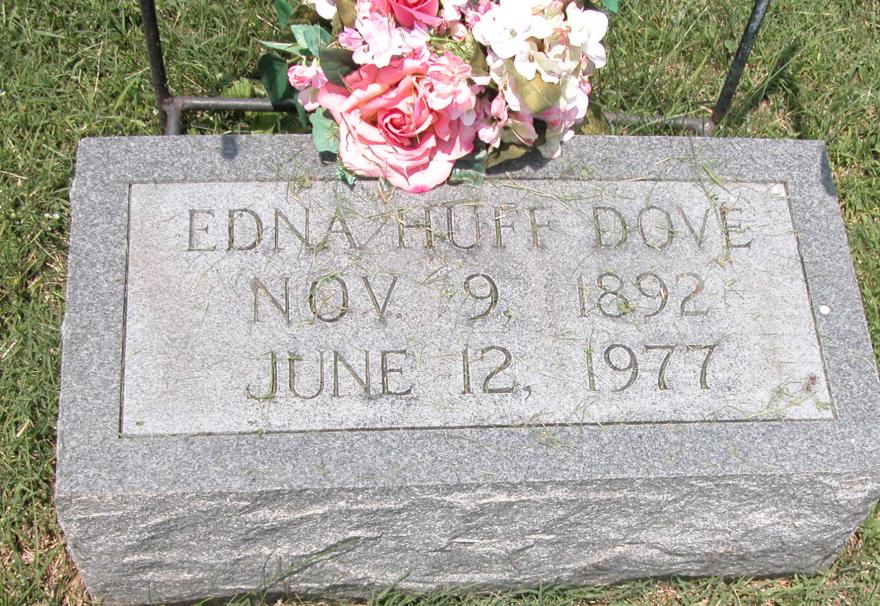 EDNA HUFF DOVE
NOV. 9, 1892
JUNE 12, 1977